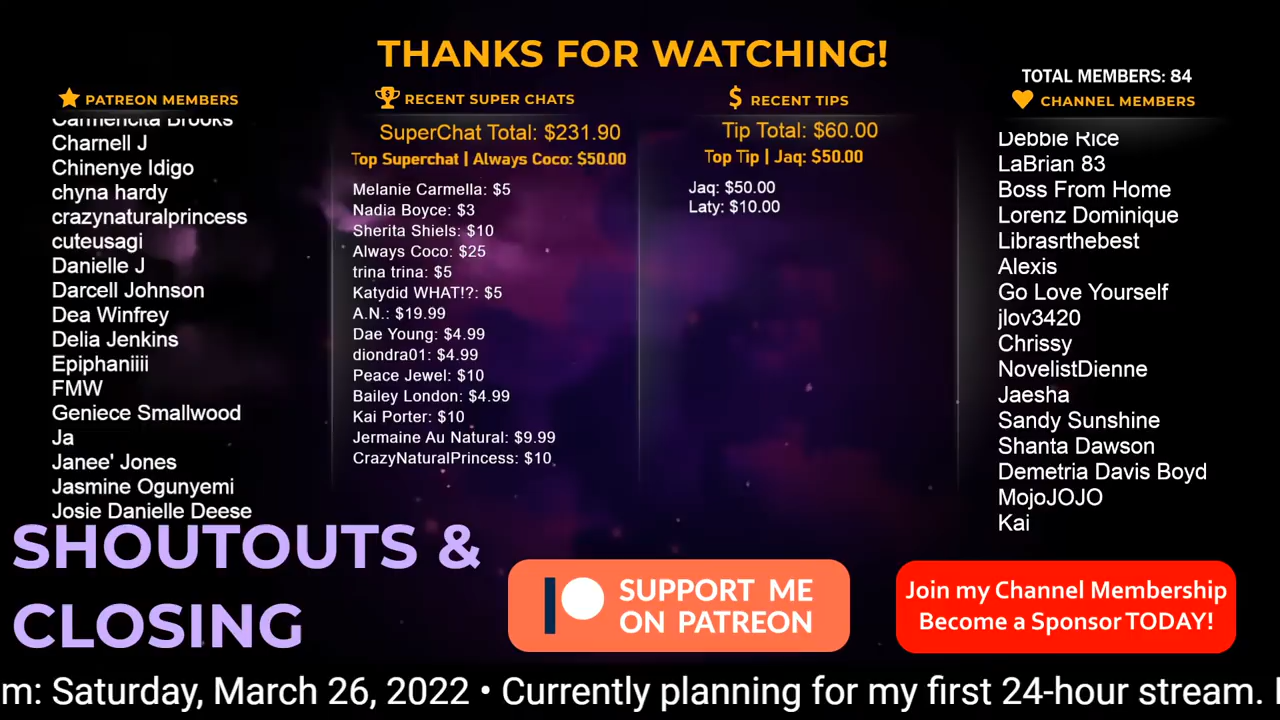 THANKS FOR WATCHING!
PATREON MEMBERS
Carmencita Brooks
Charnell J
Chinenye Idigo
chyna hardy
crazynaturalprincess
cuteusagi
Danielle J
Darcell Johnson
Dea Winfrey
Delia Jenkins
Epiphaniiii
FMW
Geniece Smallwood
Ja
Janee' Jones
Jasmine Ogunyemi
Josie Danielle Deese
RECENT SUPER CHATS
SuperChat Total: $231.90
Top Superchat | Always Coco: $50.00
Melanie Carmella: $5
Nadia Boyce: $3
Sherita Shiels: $10
Always Coco: $25
trina trina: $5
Katydid WHAT!?: $5
A.N.: $19.99
Dae Young: $4.99
diondra01: $4.99
Peace Jewel: $10
Bailey London: $4.99
Kai Porter: $10
Jermaine Au Natural: $9.99
CrazyNaturalPrincess: $10
RECENT TIPS
Tip Total: $60.00
Top Tip | Jaq: $50.00
Jaq: $50.00
Laty: $10.00
TOTAL MEMBERS: 84
CHANNEL MEMBERS
Debbie Rice
LaBrian 83
Boss From Home
Lorenz Dominique
Librasrthebest
Alexis
Go Love Yourself
jlov3420
Chrissy
NovelistDienne
Jaesha
Sandy Sunshine
Shanta Dawson
Demetria Davis Boyd
MojoJOJO
Kai
SHOUTOUTS &
CLOSING
SUPPORT ME
ON PATREON
Join my Channel Membership
Become a Sponsor TODAY!
m: Saturday, March 26, 2022 • Currently planning for my first 24-hour stream.